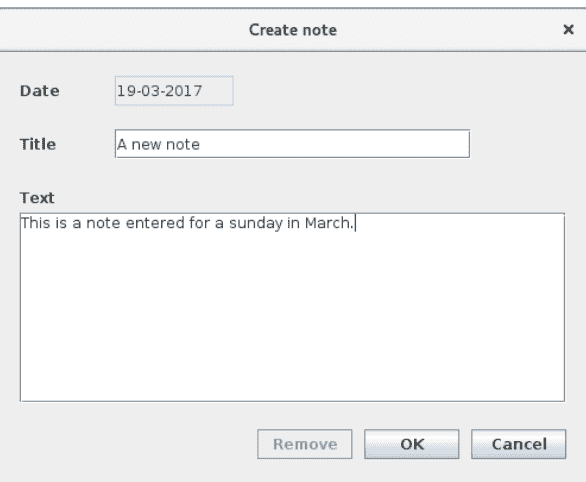 Create note
Date 19-03-2017
Title A new note
Text
This is a note entered for a sunday in March.
Remove OK Cancel